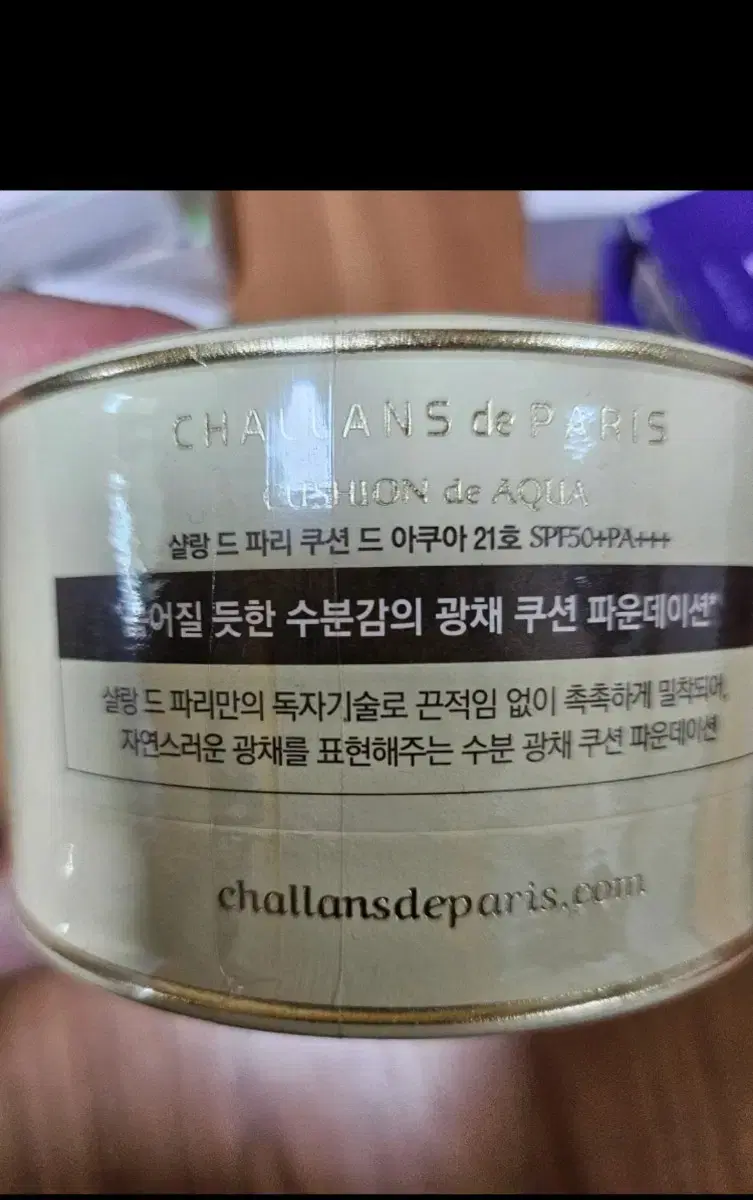 CHALLANS de PARIS
CUSHION de AQUA
샬랑 드 파리 쿠션 드 아쿠아 21호 SPF50+PA+++
듯한 수분감의 광채 쿠션 파운데이션"
샬랑 드 파리만의 독자기술로 끈적임 없이 촉촉하게 밀착되어,
자연스러운 광채를 표현해주는 수분 광채 쿠션 파운데이션
challansdeparis.com